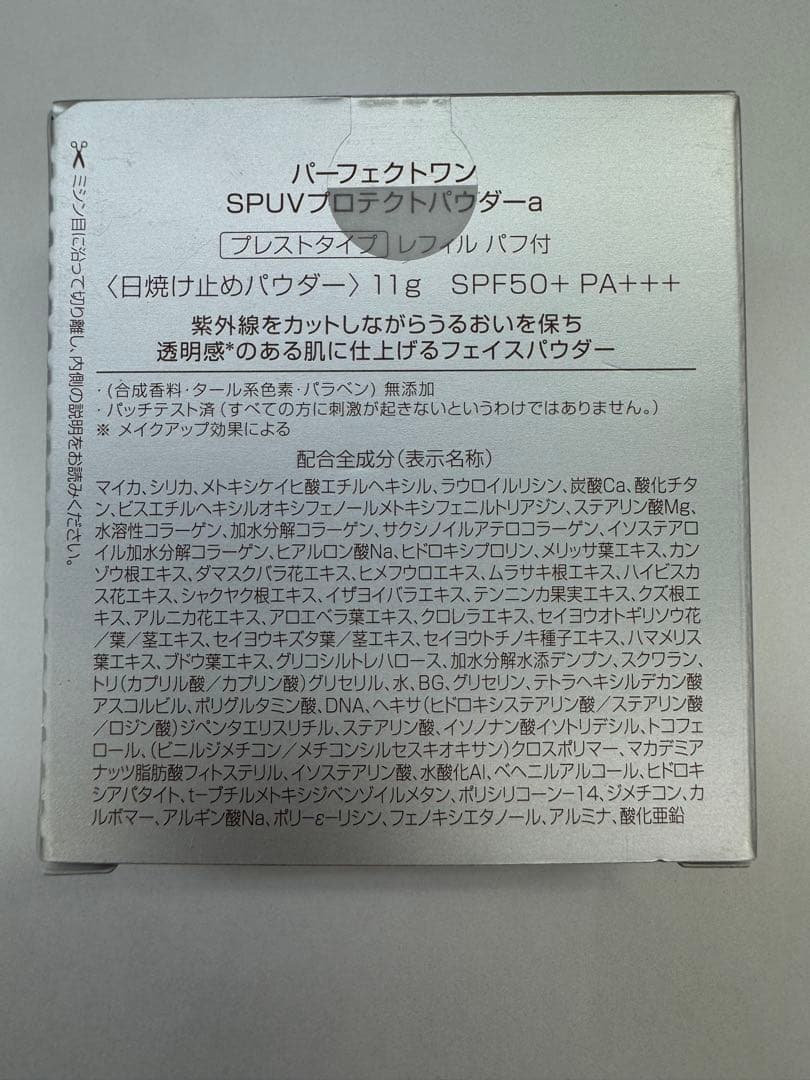 パーフェクトワン
SPUVプロテクトパウダーa
プレストタイプ レフィル パフ付
〈日焼け止めパウダー〉11g SPF50+ PA+++
紫外線をカットしながらうるおいを保ち
透明感*のある肌に仕上げるフェイスパウダー
・(合成香料・タール系色素・パラベン) 無添加
・パッチテスト済(すべての方に刺激が起きないというわけではありません。)
※ メイクアップ効果による
配合全成分(表示名称)
マイカ、シリカ、メトキシケイヒ酸エチルヘキシル、ラウロイルリシン、炭酸Ca、酸化チタ
ン、ビスエチルヘキシルオキシフェノールメトキシフェニルトリアジン、ステアリン酸Mg、
水溶性コラーゲン、加水分解コラーゲン、サクシノイルアテロコラーゲン、イソステアロ
イル加水分解コラーゲン、ヒアルロン酸Na、ヒドロキシプロリン、メリッサ葉エキス、カン
ゾウ根エキス、ダマスクバラ花エキス、ヒメフウロエキス、ムラサキ根エキス、ハイビスカ
ス花エキス、シャクヤク根エキス、イザヨイバラエキス、テンニンカ果実エキス、クズ根エ
キス、アルニカ花エキス、アロエベラ葉エキス、クロレラエキス、セイヨウオトギリソウ花
/葉/茎エキス、セイヨウキズタ葉/茎エキス、セイヨウトチノキ種子エキス、ハマメリス
葉エキス、ブドウ葉エキス、グリコシルトレハロース、加水分解水添デンプン、スクワラン、
トリ(カプリル酸/カプリン酸)グリセリル、水、BG、グリセリン、テトラヘキシルデカン酸
アスコルビル、ポリグルタミン酸、DNA、ヘキサ(ヒドロキシステアリン酸/ステアリン酸
/ロジン酸)ジペンタエリスリチル、ステアリン酸、イソノナン酸イソトリデシル、トコフェ
ロール、(ビニルジメチコン/メチコンシルセスキオキサン)クロスポリマー、マカデミア
ナッツ脂肪酸フィトステリル、イソステアリン酸、水酸化Al、ベヘニルアルコール、ヒドロキ
シアパタイト、t-ブチルメトキシジベンゾイルメタン、ポリシリコーン-14、ジメチコン、カ
ルボマー、アルギン酸Na、ポリ-ε-リシン、フェノキシエタノール、アルミナ、酸化亜鉛
ミシン目に沿って切り離し、内側の説明をお読みください。